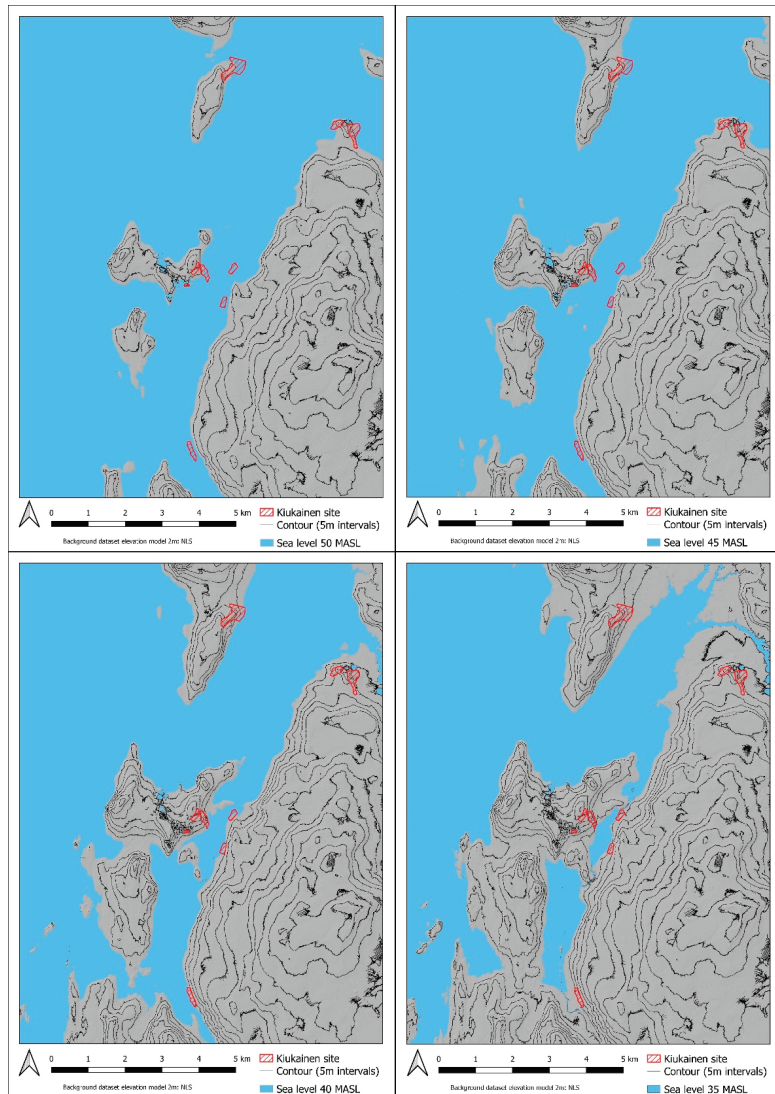 0 1 2 3 4 5 km
Background dataset elevation model 2m: NLS
Kiukainen site
Contour (5m intervals)
Sea level 50 MASL
0 1 2 3 4 5 km
Background dataset elevation model 2m: NLS
Kiukainen site
Contour (5m intervals)
Sea level 45 MASL
0 1 2 3 4 5 km
Background dataset elevation model 2m: NLS
Kiukainen site
Contour (5m intervals)
Sea level 40 MASL
0 1 2 3 4 5 km
Background dataset elevation model 2m: NLS
Kiukainen site
Contour (5m intervals)
Sea level 35 MASL